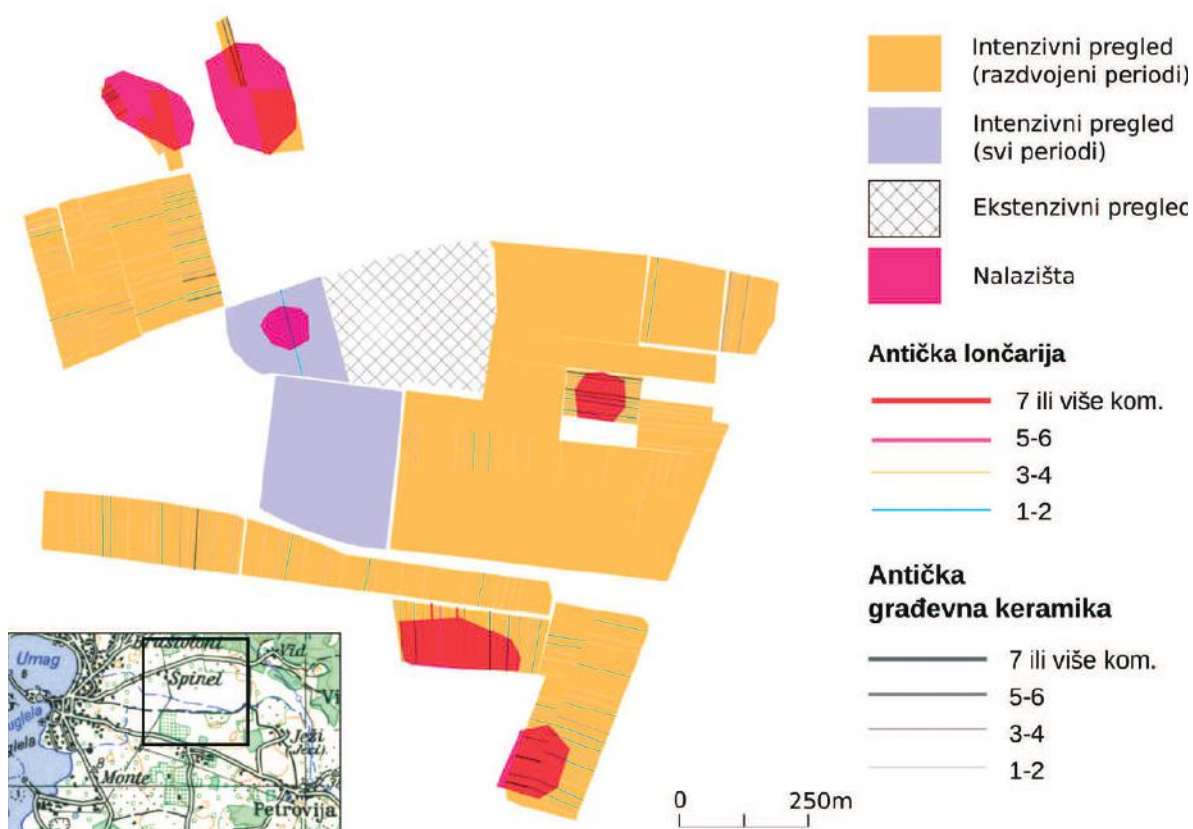 Intenzivni pregled
(razdvojeni periodi)
Intenzivni pregled
(svi periodi)
Ekstenzivni pregled
Nalazišta
Antička lončarija
7 ili više kom.
5-6
3-4
1-2
Antička
građevna keramika
7 ili više kom.
5-6
3-4
1-2
0 250m
Umag
Vid
Spinel
Ježi
(Jezi)
Monte
Petrovija